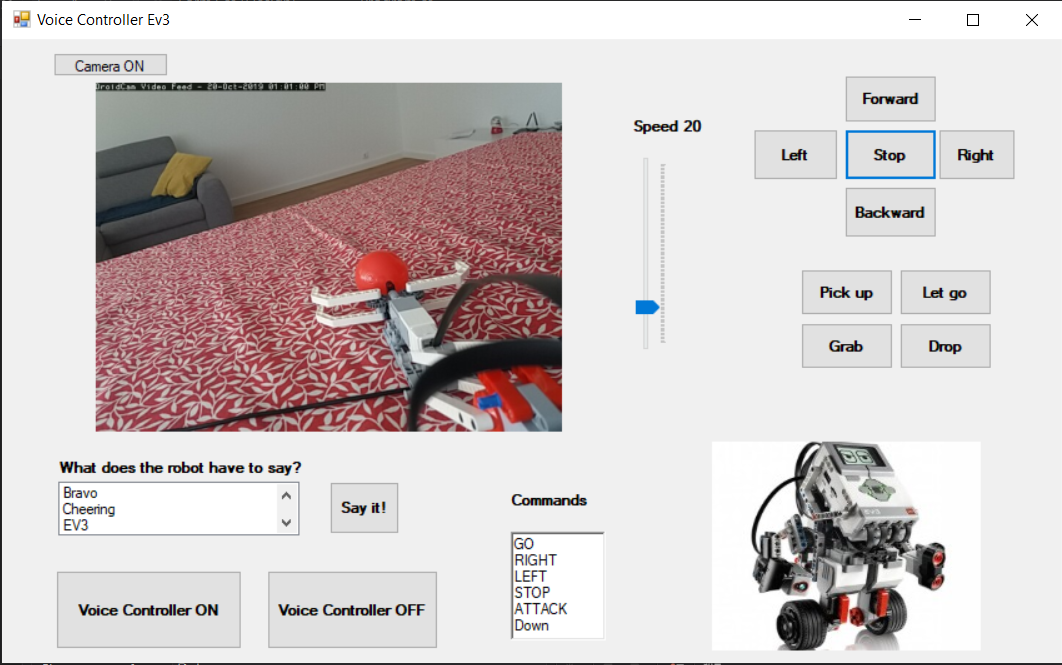 Voice Controller Ev3
Camera ON
DroidCam Video Feed - 20-Oct-2019 01:01:00 PM
Speed 20
Forward
Left
Stop
Right
Backward
Pick up
Let go
Grab
Drop
What does the robot have to say?
Bravo
Cheering
EV3
Say it!
Commands
GO
RIGHT
LEFT
STOP
ATTACK
Down
Voice Controller ON
Voice Controller OFF
EV3